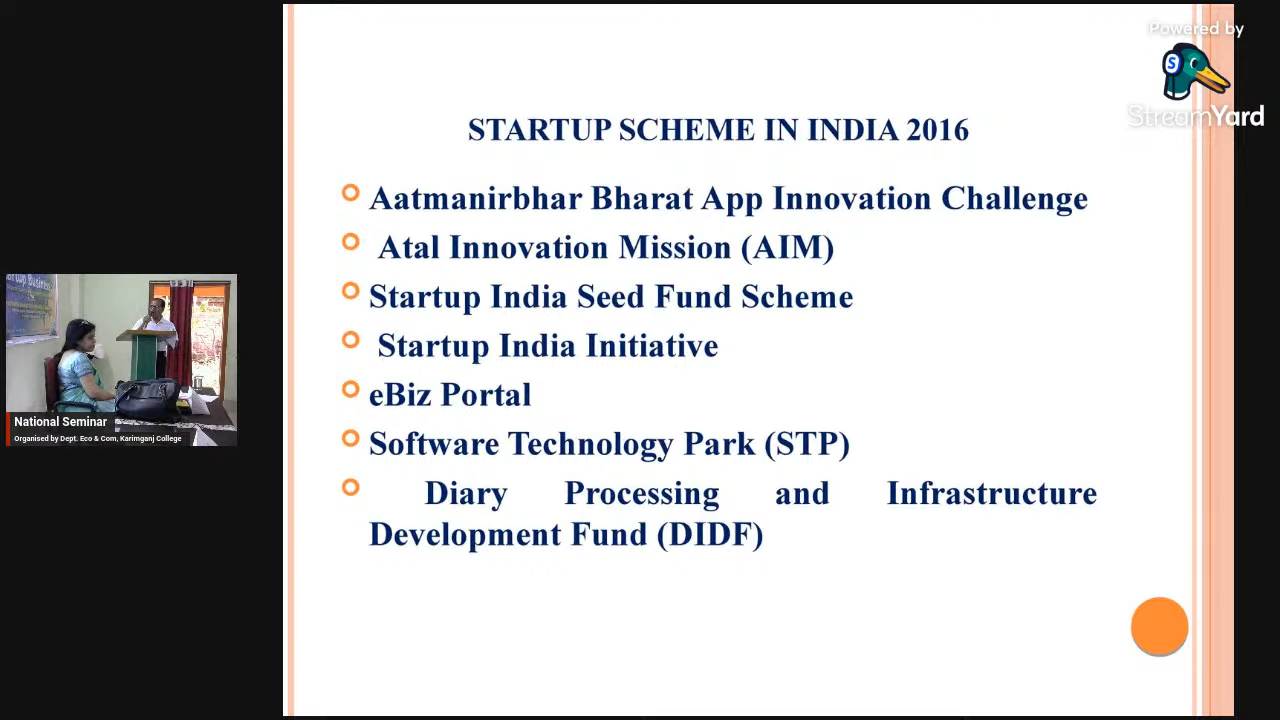 Powered by
StreamYard
STARTUP SCHEME IN INDIA 2016
Aatmanirbhar Bharat App Innovation Challenge
Atal Innovation Mission (AIM)
Startup India Seed Fund Scheme
Startup India Initiative
eBiz Portal
Software Technology Park (STP)
Diary Processing and Infrastructure
Development Fund (DIDF)
National Seminar
Organised by Dept. Eco & Com, Karimganj College